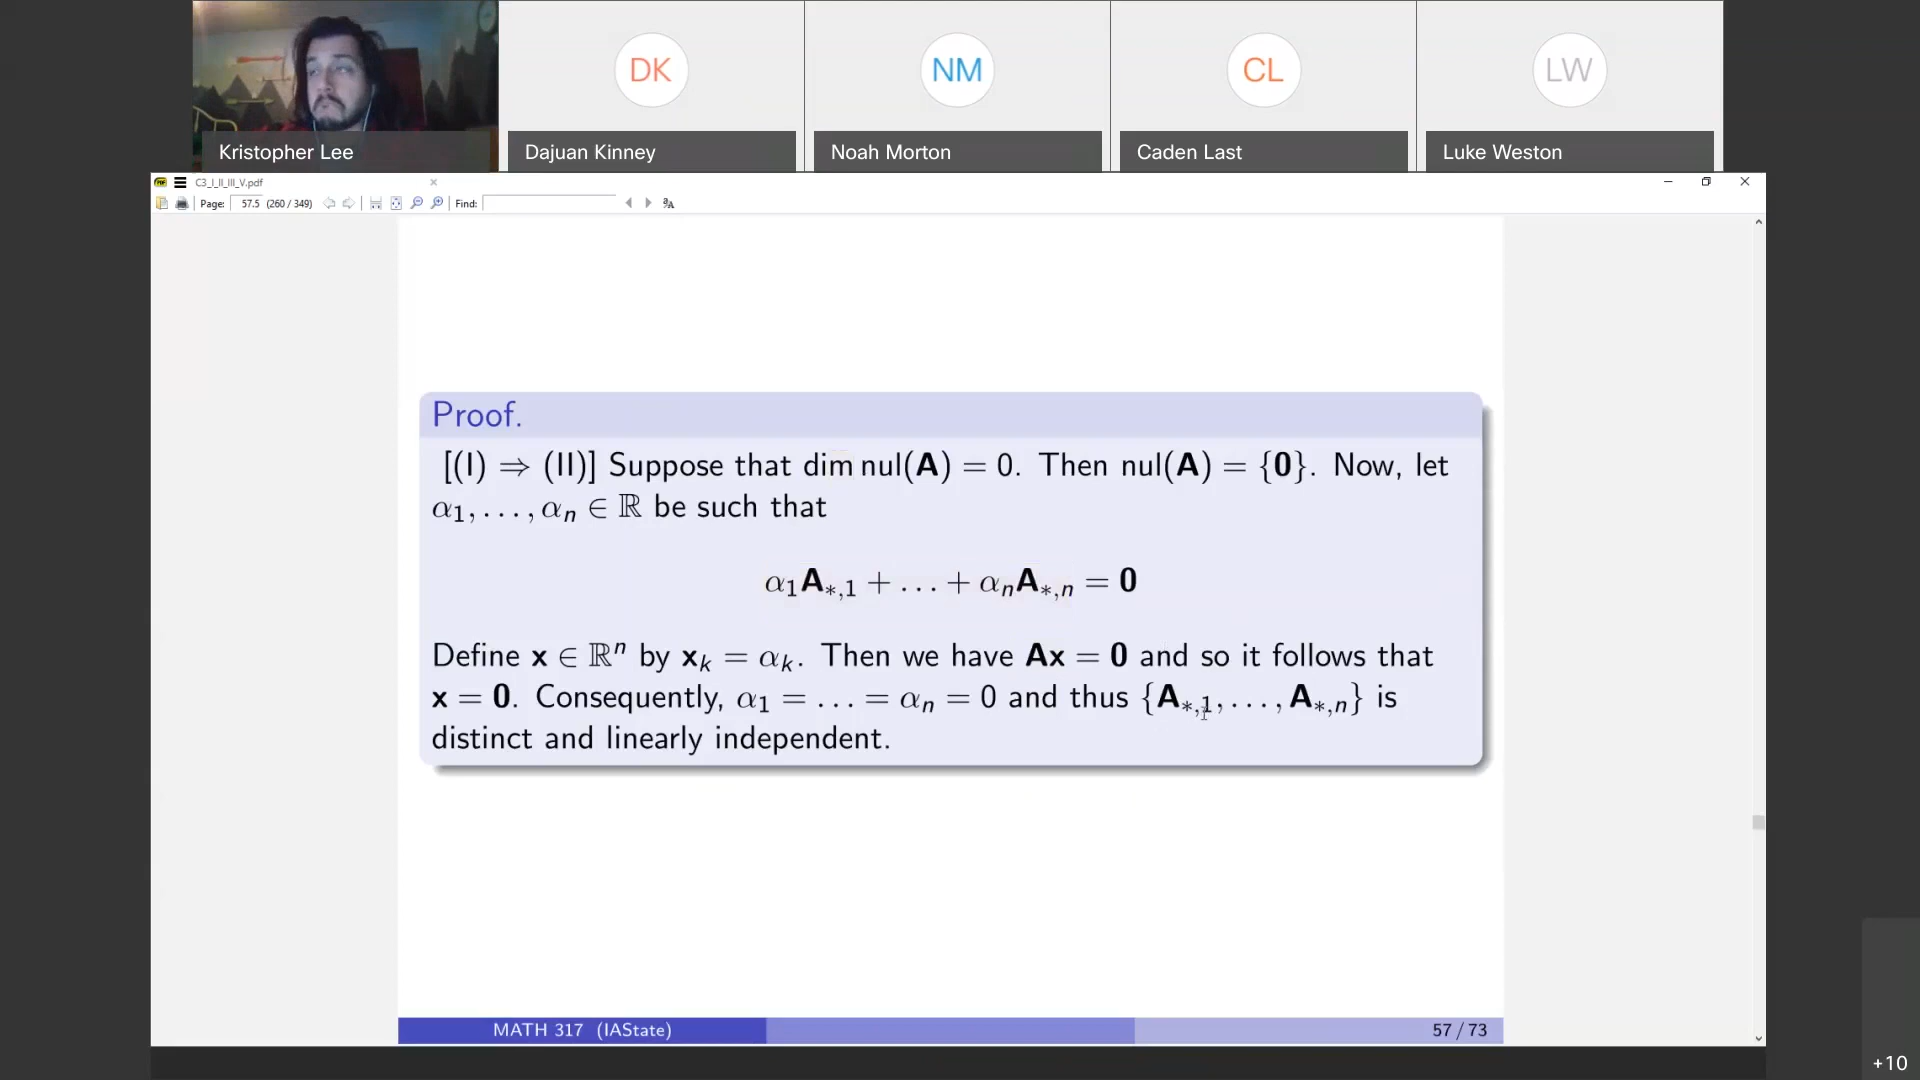 DK
NM
CL
LW
Kristopher Lee
Dajuan Kinney
Noah Morton
Caden Last
Luke Weston
C3_I_II_III_V.pdf
Page: 57.5 (260 / 349) Find:
Proof.
[(I) ⇒ (II)] Suppose that dim nul(A) = 0. Then nul(A) = {0}. Now, let
α₁, . . . , αₙ ∈ ℝ be such that
α₁A∗,₁ + . . . + αₙA∗,ₙ = 0
Define x ∈ ℝⁿ by xₖ = αₖ. Then we have Ax = 0 and so it follows that
x = 0. Consequently, α₁ = . . . = αₙ = 0 and thus {A∗,₁, . . . , A∗,ₙ} is
distinct and linearly independent.
MATH 317 (IAState)
57 / 73
+10